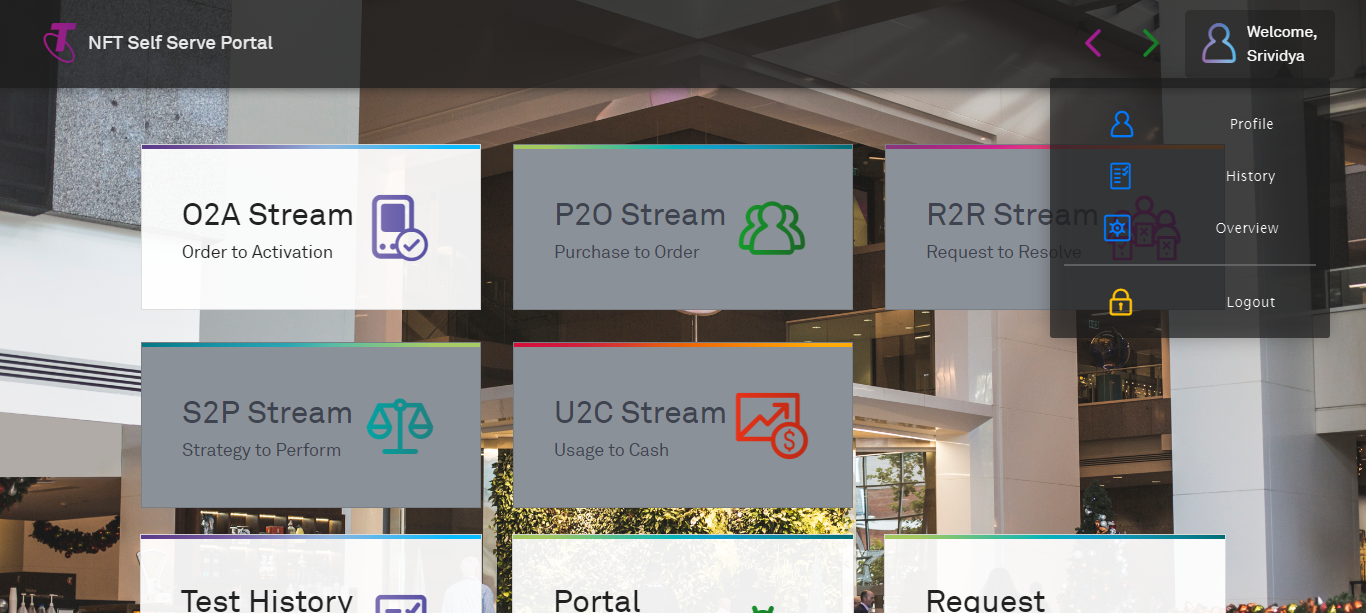 NFT Self Serve Portal
Welcome,
Srividya
Profile
History
Overview
Logout
O2A Stream
Order to Activation
P2O Stream
Purchase to Order
R2R Stream
Request to Resolve
S2P Stream
Strategy to Perform
U2C Stream
Usage to Cash
Test History
Portal
Request